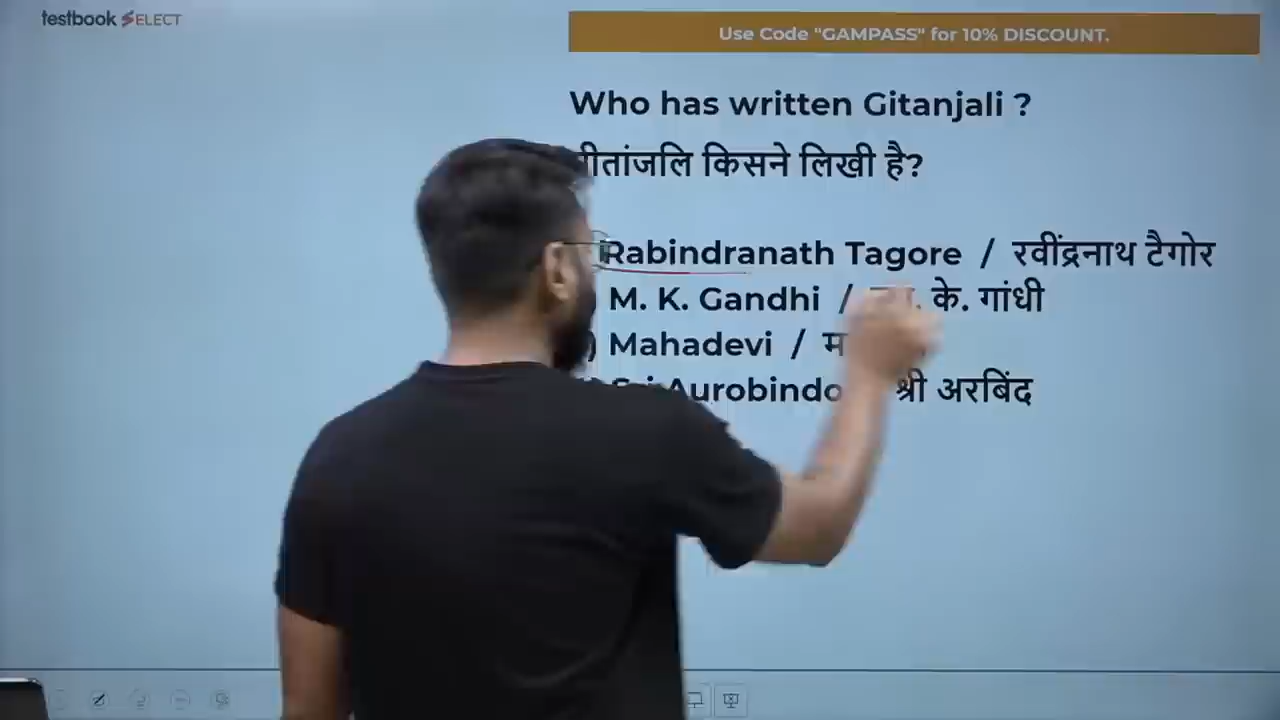 testbook SELECT
Use Code "GAMPASS" for 10% DISCOUNT.
Who has written Gitanjali ?
किसने लिखी है?
Rabindranath Tagore / रवींद्रनाथ टैगोर
M. K. Gandhi / के. गांधी
) Mahadevi /
Aurobindo श्री अरबिंद